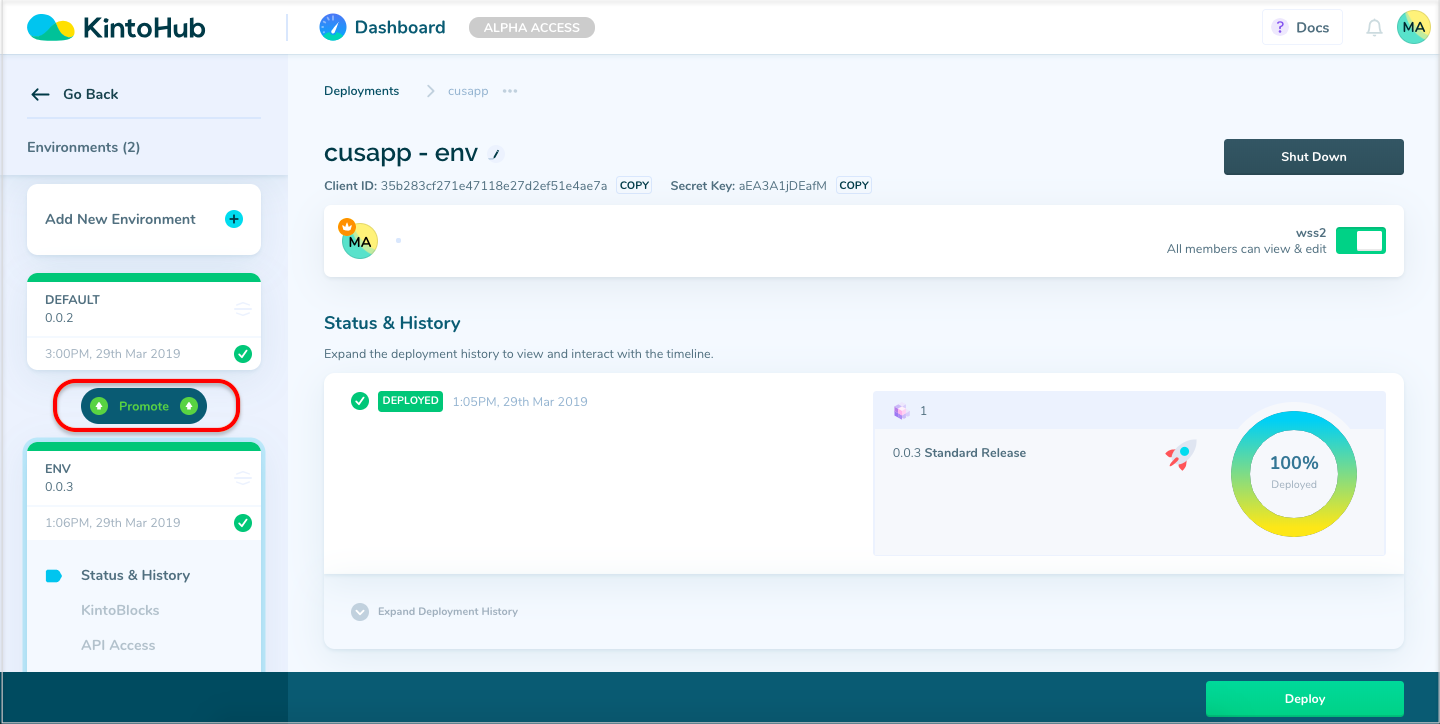 KintoHub
Dashboard
ALPHA ACCESS
? Docs
MA
Go Back
Environments (2)
Add New Environment
DEFAULT
0.0.2
3:00PM, 29th Mar 2019
Promote
ENV
0.0.3
1:06PM, 29th Mar 2019
Status & History
KintoBlocks
API Access
Deployments
cusapp
cusapp - env
Shut Down
Client ID: 35b283cf271e47118e27d2ef51e4ae7a COPY Secret Key: aEA3A1jDEafM COPY
MA
wss2
All members can view & edit
Status & History
Expand the deployment history to view and interact with the timeline.
DEPLOYED 1:05PM, 29th Mar 2019
1
0.0.3 Standard Release
100%
Deployed
Expand Deployment History
Deploy